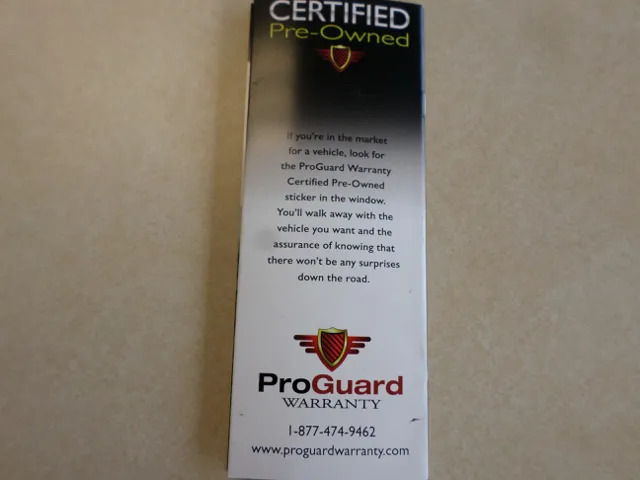 CERTIFIED
Pre-Owned
If you're in the market
for a vehicle, look for
the ProGuard Warranty
Certified Pre-Owned
sticker in the window.
You'll walk away with the
vehicle you want and the
assurance of knowing that
there won't be any surprises
down the road.
ProGuard
WARRANTY
1-877-474-9462
www.proguardwarranty.com